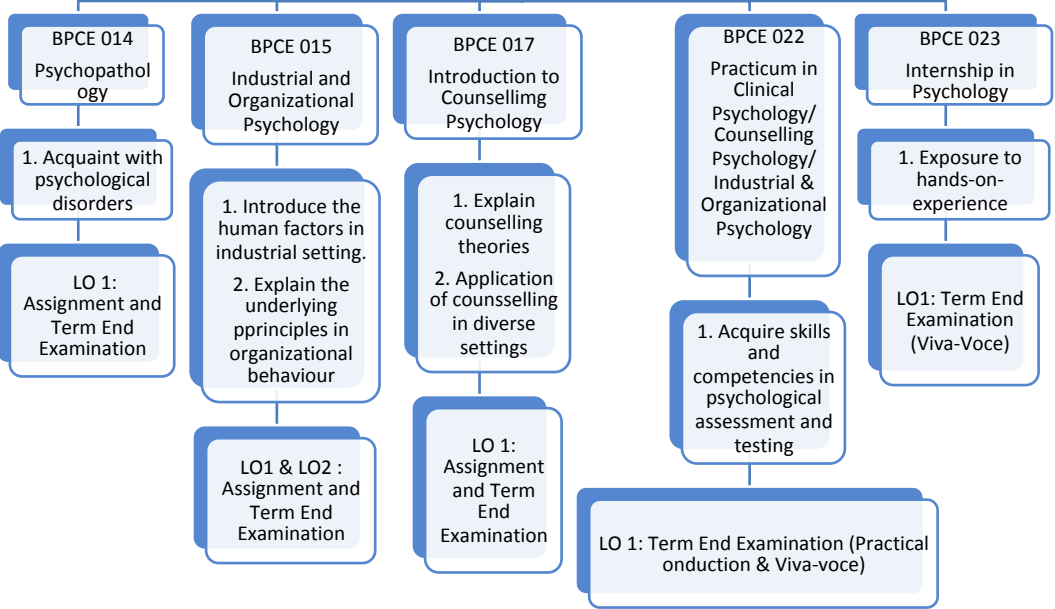 BPCE 014
Psychopathol
ogy
1. Acquaint with
psychological
disorders
LO 1:
Assignment and
Term End
Examination
BPCE 015
Industrial and
Organizational
Psychology
1. Introduce the
human factors in
industrial setting.
2. Explain the
underlying
pprinciples in
organizational
behaviour
LO1 & LO2 :
Assignment and
Term End
Examination
BPCE 017
Introduction to
Counsellimg
Psychology
1. Explain
counselling
theories
2. Application
of counsselling
in diverse
settings
LO 1:
Assignment
and Term
End
Examination
BPCE 022
Practicum in
Clinical
Psychology/
Counselling
Psychology/
Industrial &
Organizational
Psychology
1. Acquire skills
and
competencies in
psychological
assessment and
testing
LO 1: Term End Examination (Practical
onduction & Viva-voce)
BPCE 023
Internship in
Psychology
1. Exposure to
hands-on-
experience
LO1: Term End
Examination
(Viva-Voce)